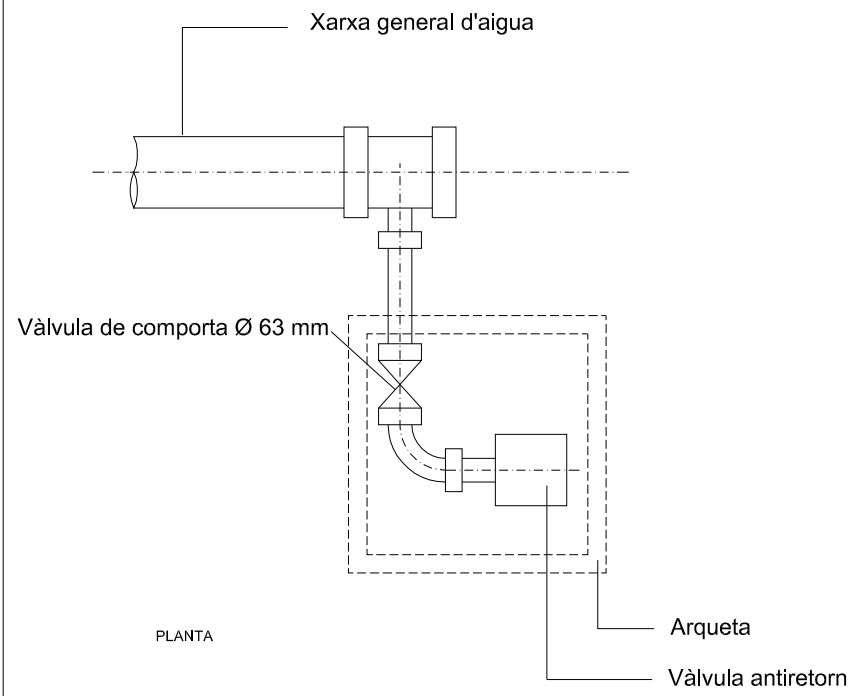 Xarxa general d'aigua
Vàlvula de comporta Ø 63 mm
PLANTA
Arqueta
Vàlvula antiretorn